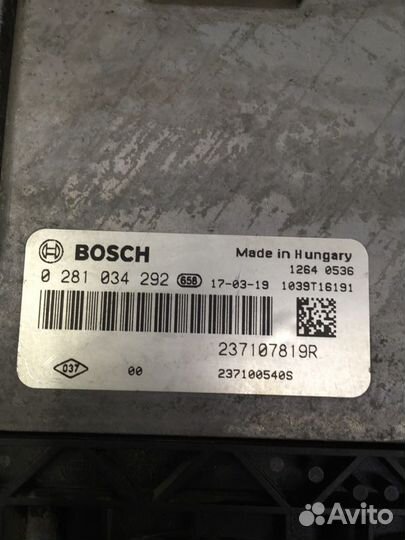 BOSCH
Made in Hungary
1264 0536
0 281 034 292 658 17-03-19 1039T16191
237107819R
037 00 237100540S
Avito